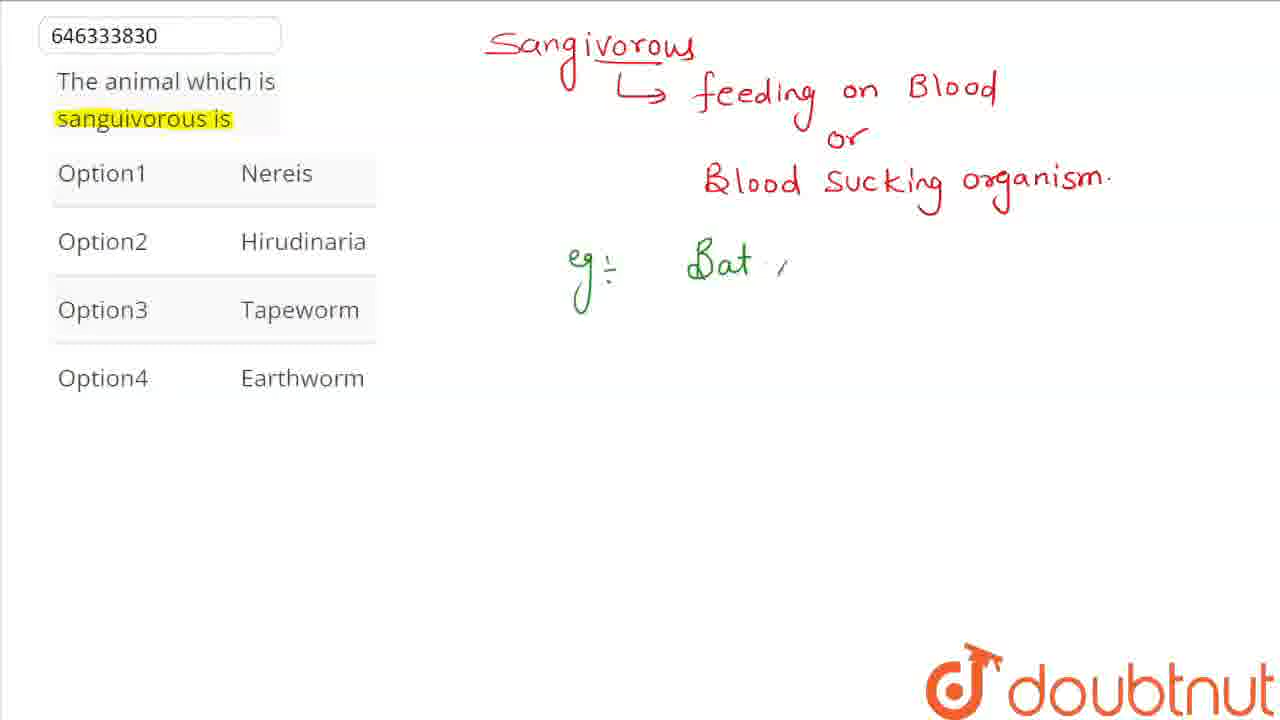 646333830
The animal which is
sanguivorous is
Option1 Nereis
Option2 Hirudinaria
Option3 Tapeworm
Option4 Earthworm
Sangivorous
feeding on Blood
or
Blood sucking organism.
eg:- Bat
doubtnut